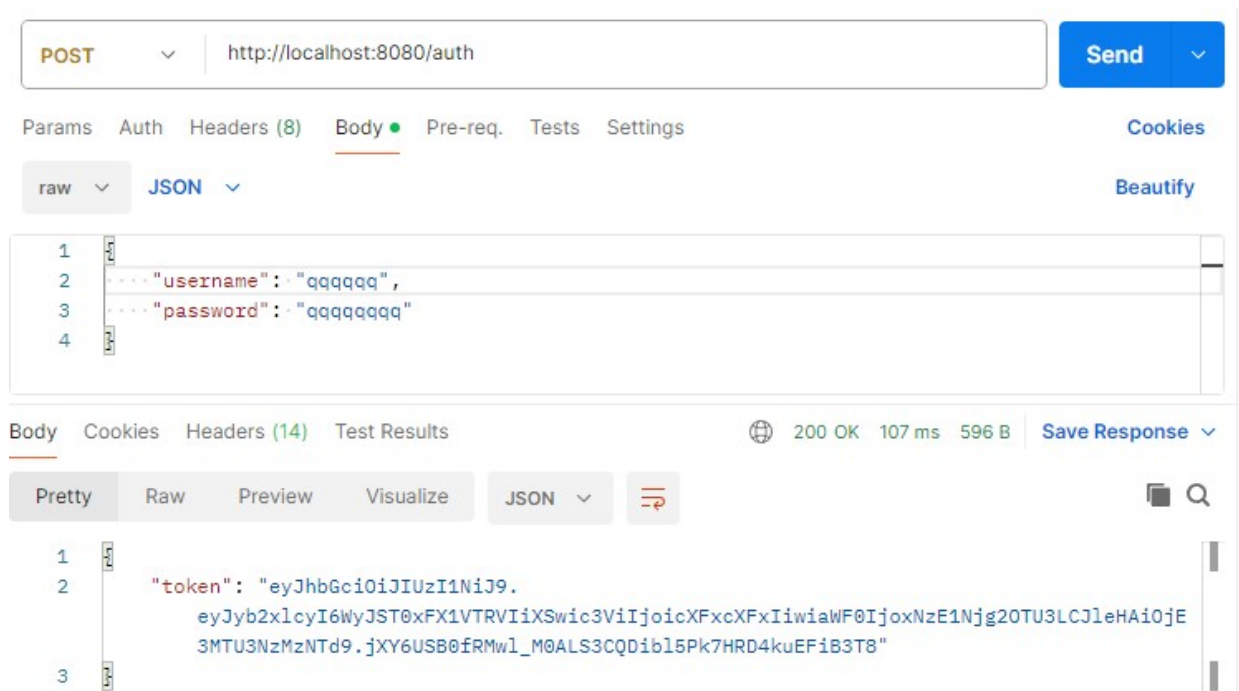 POST http://localhost:8080/auth Send
Params Auth Headers (8) Body Pre-req. Tests Settings Cookies
raw JSON Beautify
1 {
2 "username": "qqqqqq",
3 "password": "qqqqqqqq"
4 }
Body Cookies Headers (14) Test Results 200 OK 107 ms 596 B Save Response
Pretty Raw Preview Visualize JSON
1 {
2 "token": "eyJhbGciOiJIUzI1NiJ9.
eyJyb2xlcyI6WyJST0xFX1VTRVIiXSwic3ViIjoicXFxcXFxIiwiaWF0IjoxNzE1Njg2OTU3LCJleHAiOjE
3MTU3NzMzNTd9.jXY6USB0fRMwl_M0ALS3CQDibl5Pk7HRD4kuEFiB3T8"
3 }